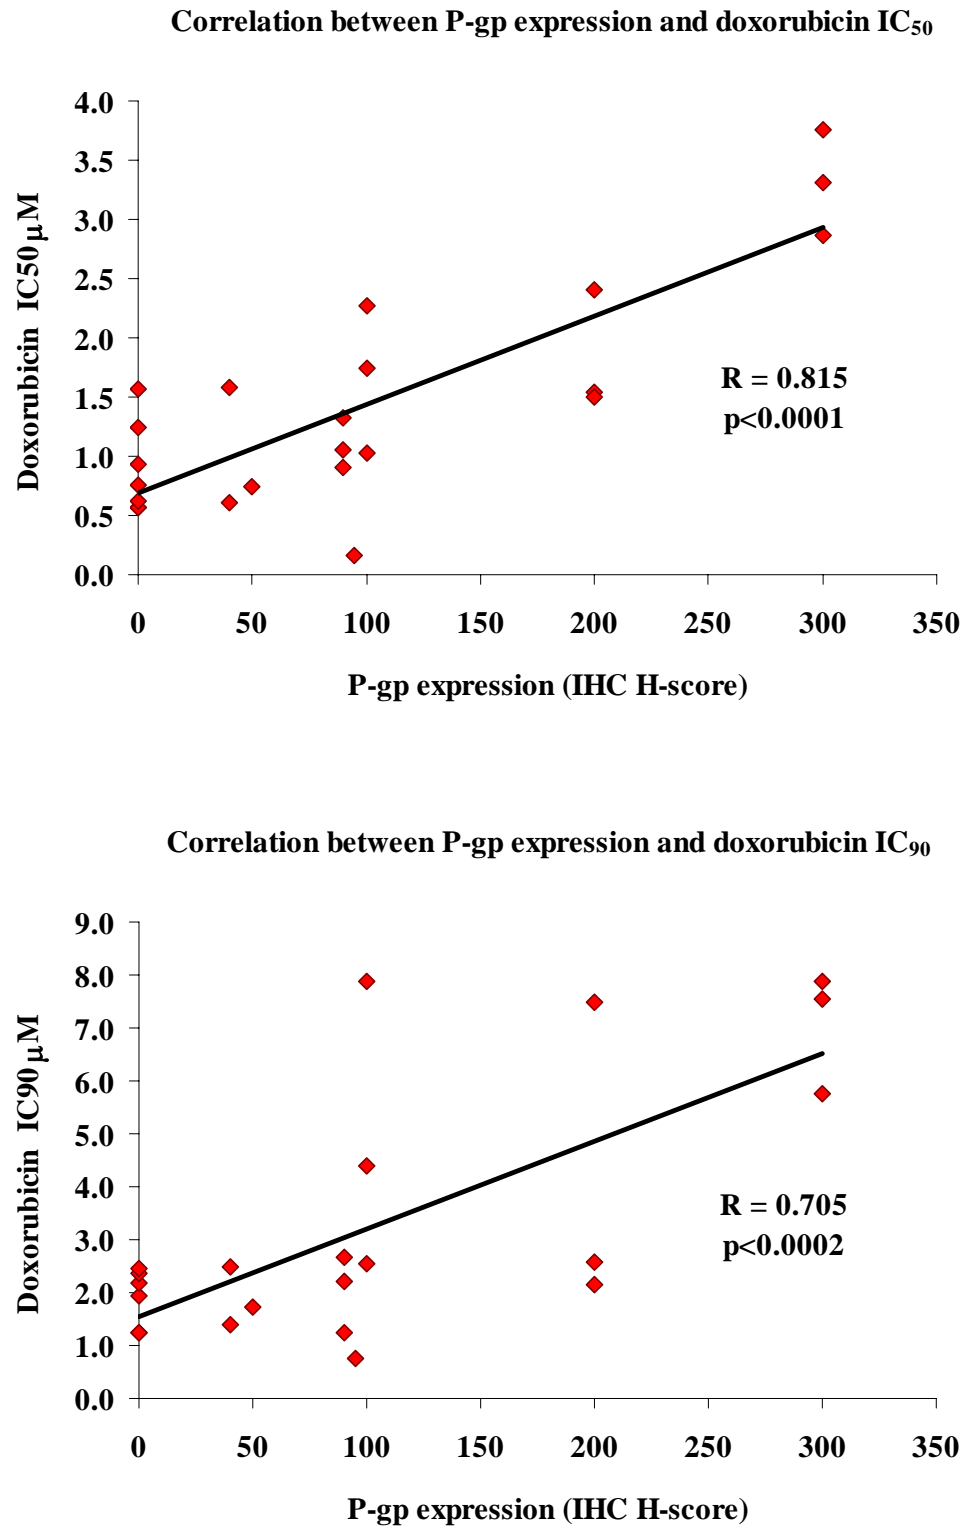 Correlation between P-gp expression and doxorubicin IC₅₀
4.0
3.5
3.0
2.5
2.0
1.5
1.0
0.5
0.0
Doxorubicin IC50μM
R = 0.815
p<0.0001
0 50 100 150 200 250 300 350
P-gp expression (IHC H-score)
Correlation between P-gp expression and doxorubicin IC₉₀
9.0
8.0
7.0
6.0
5.0
4.0
3.0
2.0
1.0
0.0
Doxorubicin IC90μM
R = 0.705
p<0.0002
0 50 100 150 200 250 300 350
P-gp expression (IHC H-score)